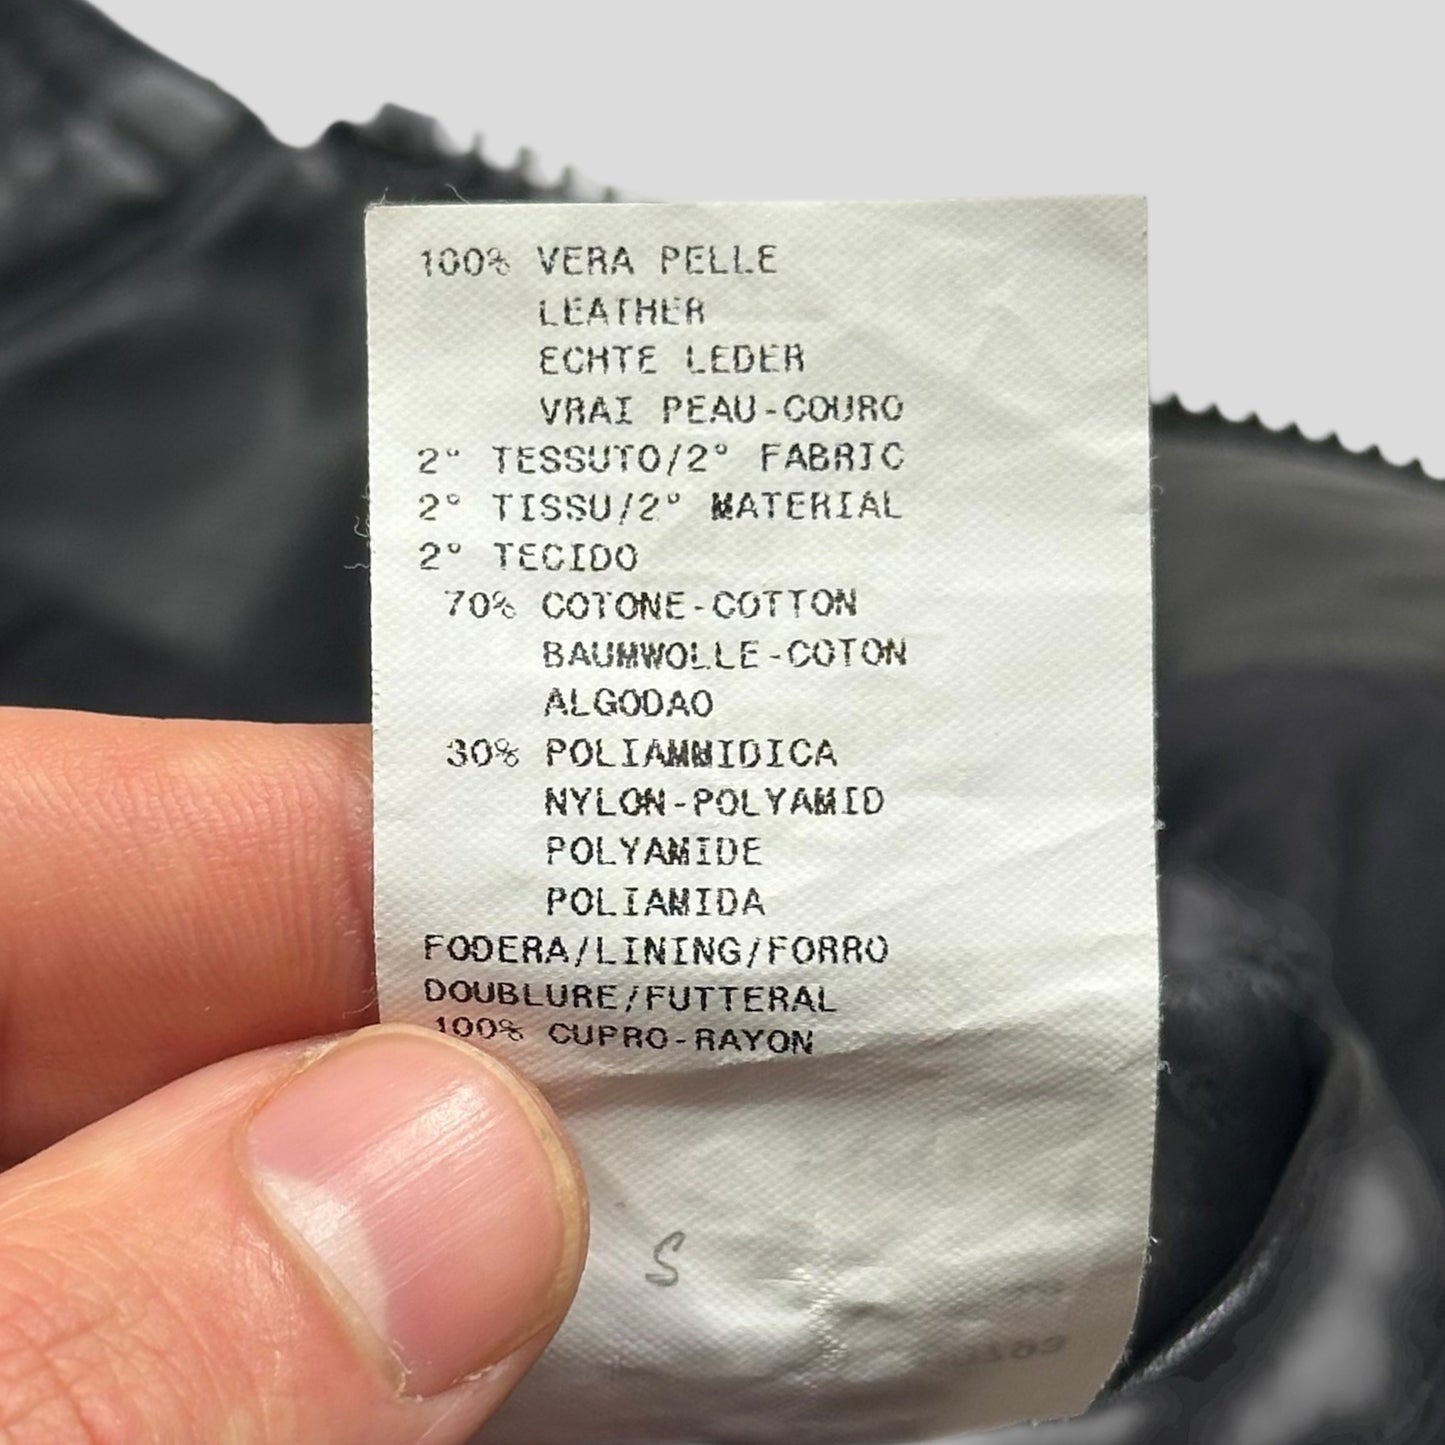 100% VERA PELLE
LEATHER
ECHTE LEDER
VRAI PEAU-COURO
2° TESSUTO/2° FABRIC
2° TISSU/2° MATERIAL
2° TECIDO
70% COTONE-COTTON
BAUMWOLLE-COTON
ALGODAO
30% POLIAMMIDICA
NYLON-POLYAMID
POLYAMIDE
POLIAMIDA
FODERA/LINING/FORRO
DOUBLURE/FUTTERAL
100% CUPRO-RAYON
S